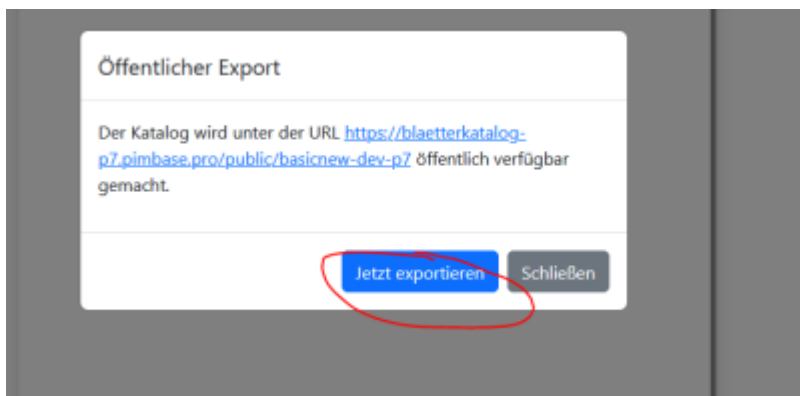 Öffentlicher Export
Der Katalog wird unter der URL https://blaetterkatalog-
p7.pimbase.pro/public/basicnew-dev-p7 öffentlich verfügbar
gemacht.
Jetzt exportieren Schließen